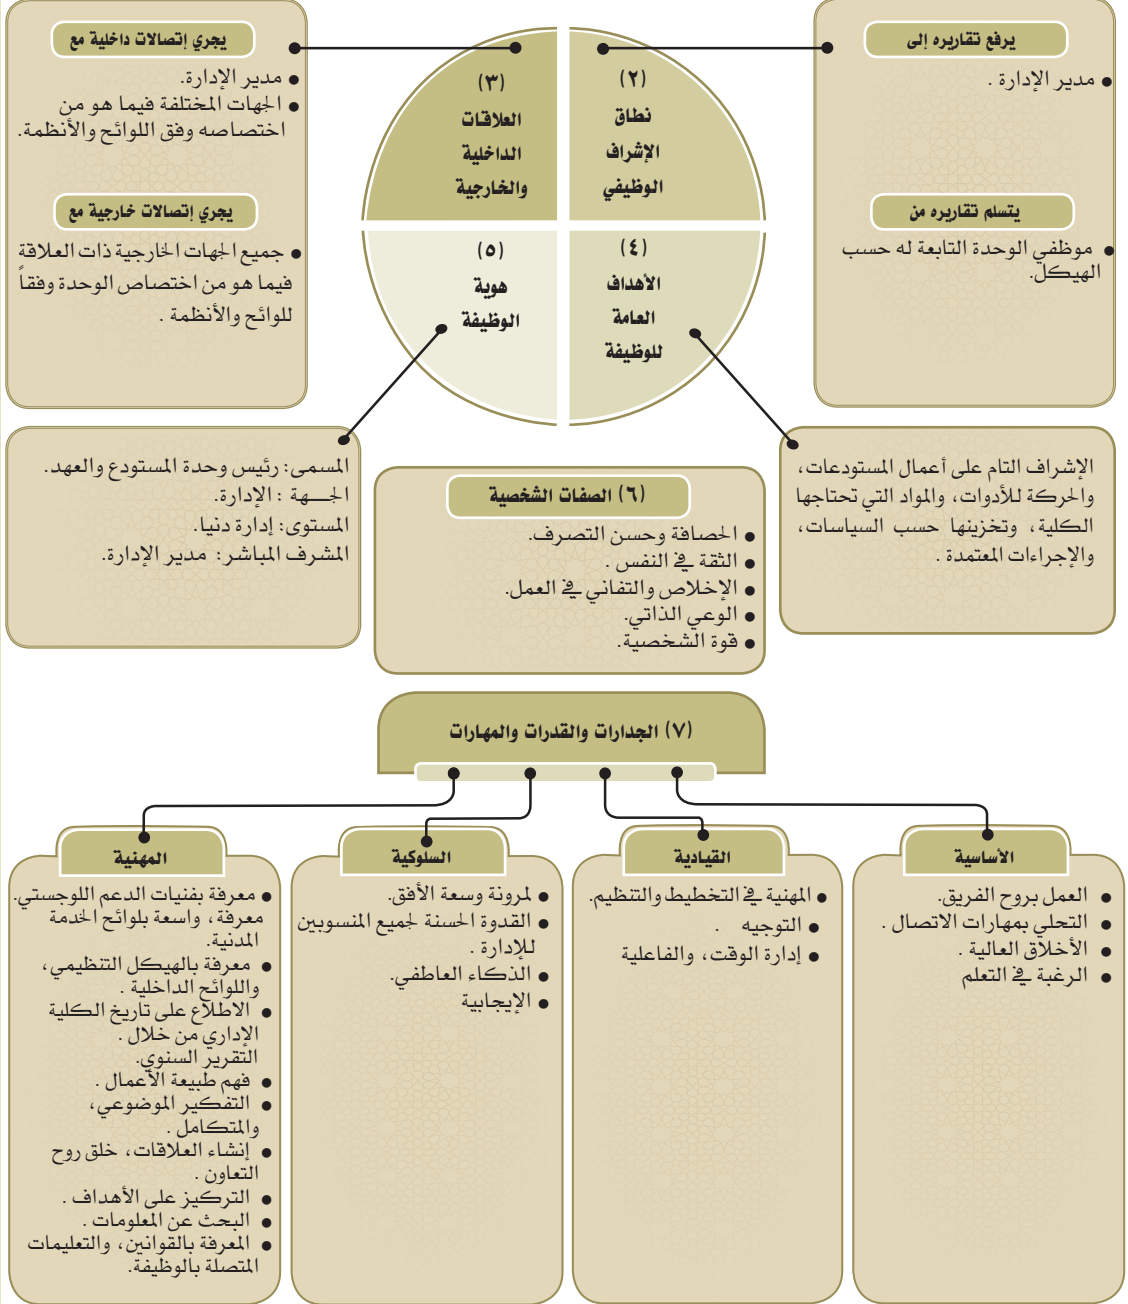 يرفع تقاريره إلى
● مدير الإدارة .
يتسلم تقاريره من
● موظفي الوحدة التابعة له حسب
الهيكل.
(٢)
نطاق
الإشراف
الوظيفي
(٣)
العلاقات
الداخلية
والخارجية
يجري إتصالات داخلية مع
● مدير الإدارة.
● الجهات المختلفة فيما هو من
اختصاصه وفق اللوائح والأنظمة.
يجري إتصالات خارجية مع
● جميع الجهات الخارجية ذات العلاقة
فيما هو من اختصاص الوحدة وفقاً
للوائح والأنظمة .
(٤)
الأهداف
العامة
للوظيفة
(٥)
هوية
الوظيفة
الإشراف التام على أعمال المستودعات،
والحركة للأدوات، والمواد التي تحتاجها
الكلية، وتخزينها حسب السياسات،
والإجراءات المعتمدة .
المسمى: رئيس وحدة المستودع والعهد.
الجـــهة : الإدارة.
المستوى: إدارة دنيا.
المشرف المباشر: مدير الإدارة.
(٦) الصفات الشخصية
● الحصافة وحسن التصرف.
● الثقة في النفس .
● الإخلاص والتفاني في العمل.
● الوعي الذاتي.
● قوة الشخصية.
(٧) الجدارات والقدرات والمهارات
الأساسية
● العمل بروح الفريق.
● التحلي بمهارات الاتصال .
● الأخلاق العالية .
● الرغبة في التعلم
القيادية
● المهنية في التخطيط والتنظيم.
● التوجيه .
● إدارة الوقت، والفاعلية
السلوكية
● لمرونة وسعة الأفق.
● القدوة الحسنة لجميع المنسوبين
للإدارة .
● الذكاء العاطفي.
● الإيجابية
المهنية
● معرفة بفنيات الدعم اللوجستي.
معرفة، واسعة بلوائح الخدمة
المدنية.
● معرفة بالهيكل التنظيمي،
واللوائح الداخلية .
● الاطلاع على تاريخ الكلية
الإداري من خلال .
التقرير السنوي.
● فهم طبيعة الأعمال .
● التفكير الموضوعي،
والمتكامل .
● إنشاء العلاقات، خلق روح
التعاون .
● التركيز على الأهداف .
● البحث عن المعلومات .
● المعرفة بالقوانين، والتعليمات
المتصلة بالوظيفة.